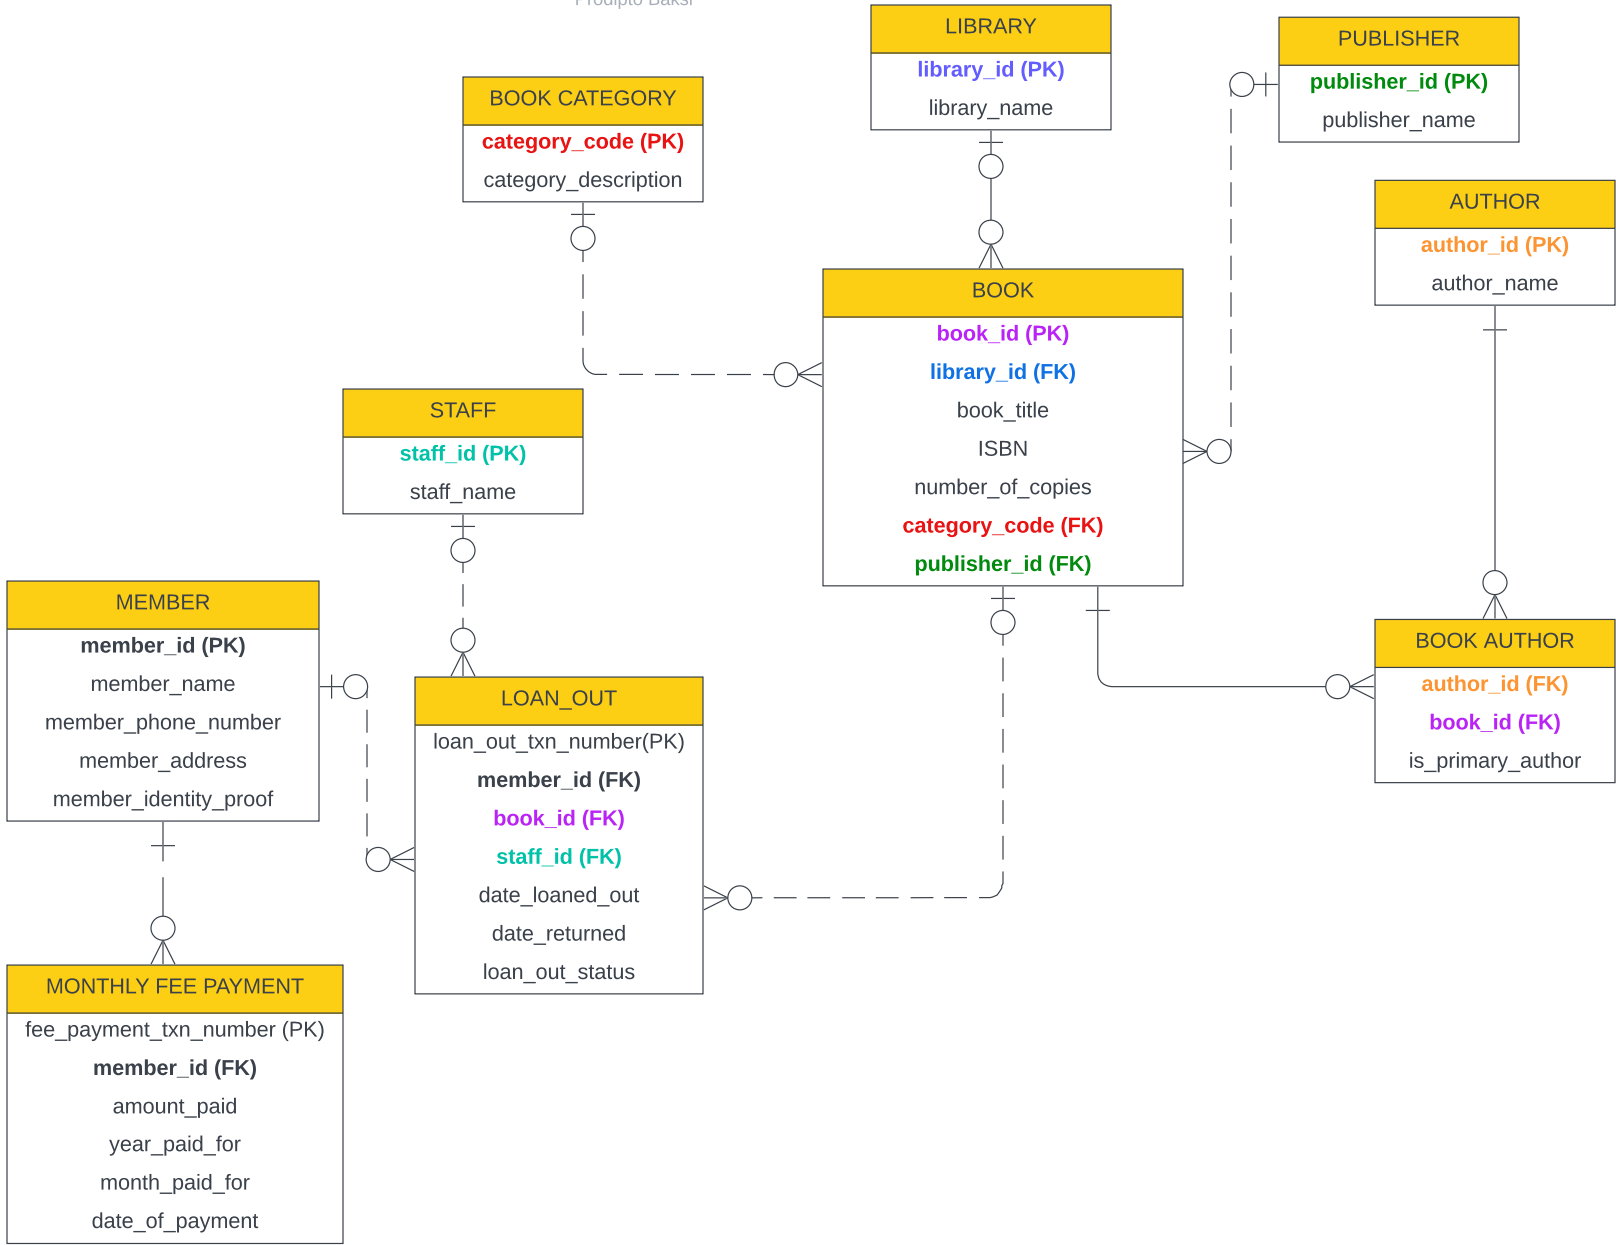 Prodipto Baksi
LIBRARY
library_id (PK)
library_name
PUBLISHER
publisher_id (PK)
publisher_name
BOOK CATEGORY
category_code (PK)
category_description
AUTHOR
author_id (PK)
author_name
BOOK
book_id (PK)
library_id (FK)
book_title
ISBN
number_of_copies
category_code (FK)
publisher_id (FK)
STAFF
staff_id (PK)
staff_name
MEMBER
member_id (PK)
member_name
member_phone_number
member_address
member_identity_proof
LOAN_OUT
loan_out_txn_number(PK)
member_id (FK)
book_id (FK)
staff_id (FK)
date_loaned_out
date_returned
loan_out_status
BOOK AUTHOR
author_id (FK)
book_id (FK)
is_primary_author
MONTHLY FEE PAYMENT
fee_payment_txn_number (PK)
member_id (FK)
amount_paid
year_paid_for
month_paid_for
date_of_payment